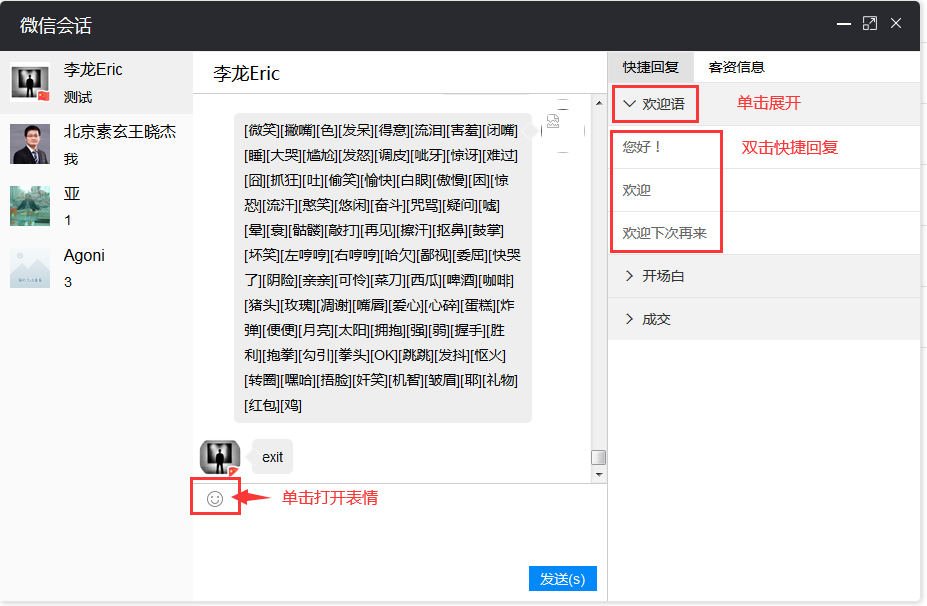 微信会话
李龙Eric
测试
北京素玄王晓杰
我
亚
1
Agoni
3
李龙Eric
[微笑][撇嘴][色][发呆][得意][流泪][害羞][闭嘴]
[睡][大哭][尴尬][发怒][调皮][呲牙][惊讶][难过]
[囧][抓狂][吐][偷笑][愉快][白眼][傲慢][困][惊
恐][流汗][憨笑][悠闲][奋斗][咒骂][疑问][嘘]
[晕][衰][骷髅][敲打][再见][擦汗][抠鼻][鼓掌]
[坏笑][左哼哼][右哼哼][哈欠][鄙视][委屈][快哭
了][阴险][亲亲][可怜][菜刀][西瓜][啤酒][咖啡]
[猪头][玫瑰][凋谢][嘴唇][爱心][心碎][蛋糕][炸
弹][便便][月亮][太阳][拥抱][强][弱][握手][胜
利][抱拳][勾引][拳头][OK][跳跳][发抖][怄火]
[转圈][嘿哈][捂脸][奸笑][机智][皱眉][耶][礼物]
[红包][鸡]
exit
单击打开表情
发送(s)
快捷回复 客资信息
欢迎语 单击展开
您好！ 双击快捷回复
欢迎
欢迎下次再来
开场白
成交